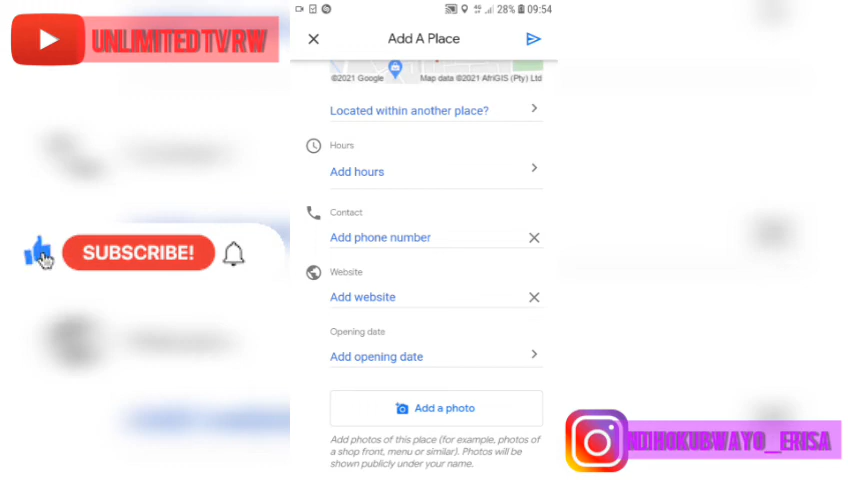 UNLIMITEDTVRW
28% 09:54
Add A Place
©2021 Google Map data ©2021 AfriGIS (Pty) Ltd
Located within another place?
Hours
Add hours
Contact
Add phone number
SUBSCRIBE!
Website
Add website
Opening date
Add opening date
Add a photo
Add photos of this place (for example, photos of
a shop front, menu or similar). Photos will be
shown publicly under your name.